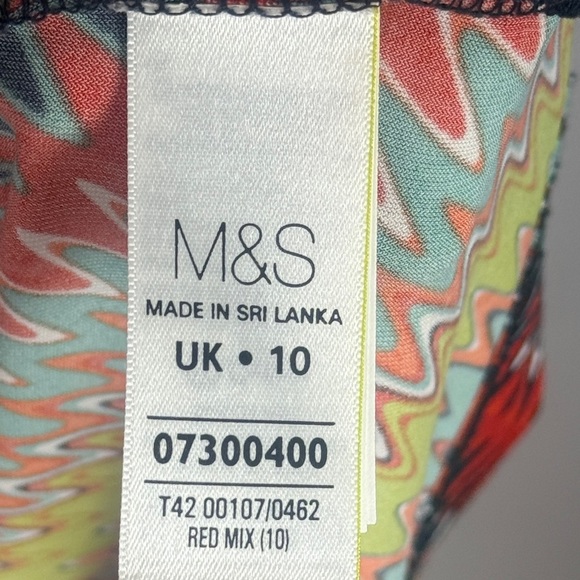 M&S
MADE IN SRI LANKA
UK • 10
07300400
T42 00107/0462
RED MIX (10)